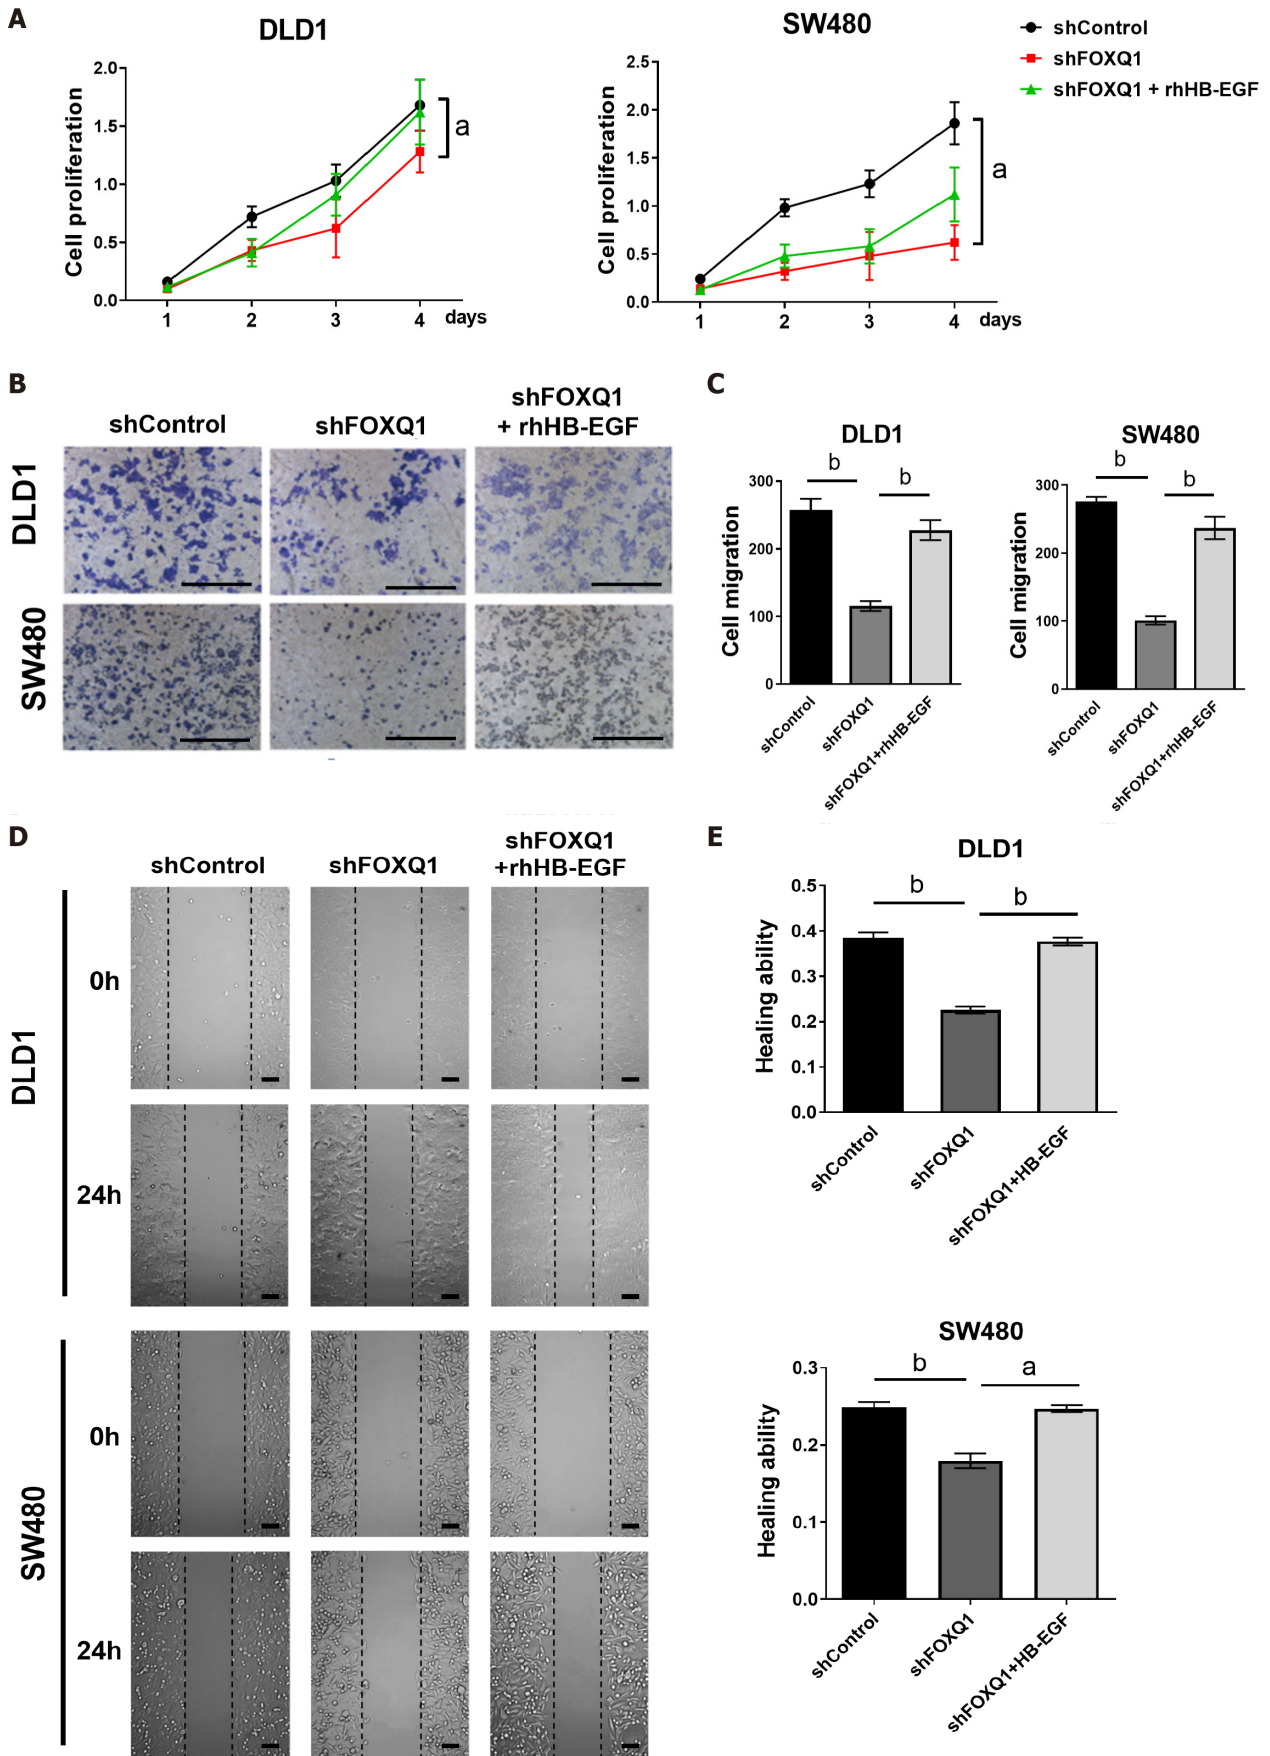 A
DLD1
Cell proliferation
2.0
1.5
1.0
0.5
0.0
1 2 3 4 days
a
SW480
Cell proliferation
2.5
2.0
1.5
1.0
0.5
0.0
1 2 3 4 days
a
shControl
shFOXQ1
shFOXQ1 + rhHB-EGF
B
shControl
shFOXQ1
shFOXQ1
+ rhHB-EGF
DLD1
SW480
C
DLD1
Cell migration
300
200
100
0
b b
shControl
shFOXQ1
shFOXQ1+rhHB-EGF
SW480
Cell migration
300
200
100
0
b b
shControl
shFOXQ1
shFOXQ1+rhHB-EGF
D
shControl
shFOXQ1
shFOXQ1
+rhHB-EGF
DLD1
0h
24h
SW480
0h
24h
E
DLD1
Healing ability
0.5
0.4
0.3
0.2
0.1
0.0
b b
shControl
shFOXQ1
shFOXQ1+HB-EGF
SW480
Healing ability
0.3
0.2
0.1
0.0
b a
shControl
shFOXQ1
shFOXQ1+HB-EGF